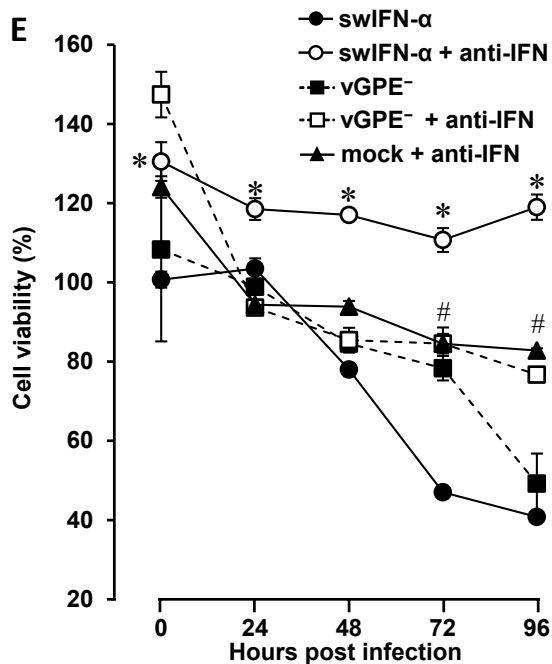 E
swIFN-α
swIFN-α + anti-IFN
vGPE⁻
vGPE⁻ + anti-IFN
mock + anti-IFN
Cell viability (%)
160
140
120
100
80
60
40
20
*
*
*
*
*
#
#
0 24 48 72 96
Hours post infection